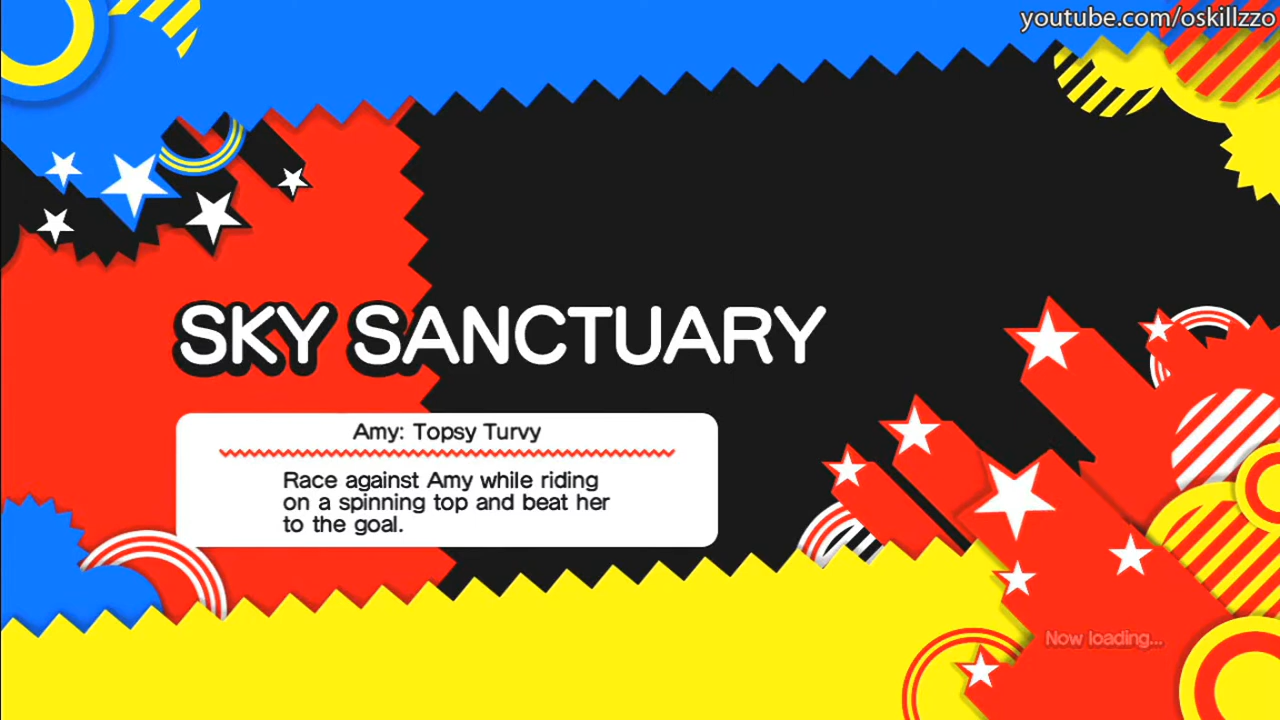 youtube.com/oskillzzo
SKY SANCTUARY
Amy: Topsy Turvy
Race against Amy while riding
on a spinning top and beat her
to the goal.
Now loading...